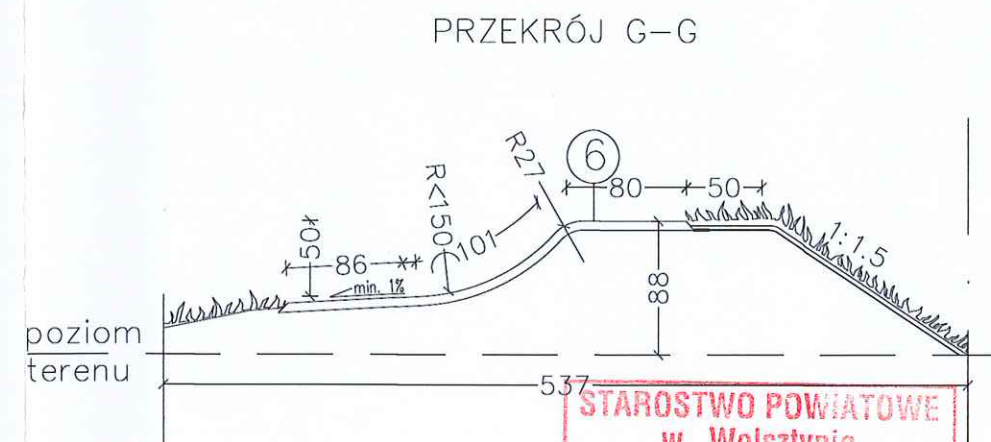 PRZEKRÓJ G-G
R27
6
80
50
R<150
101
50*
86
**
min. 1%
1:1.5
88
poziom
terenu
537
STAROSTWO POWIATOWE
w Wolsztynie